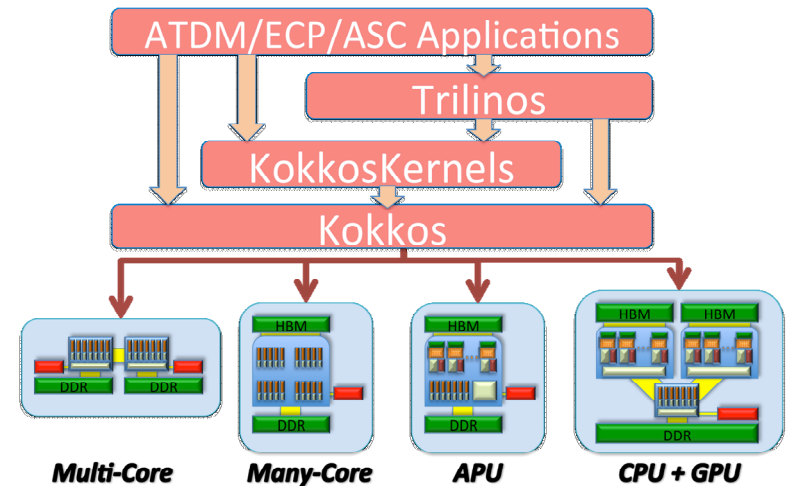 ATDM/ECP/ASC Applications
Trilinos
KokkosKernels
Kokkos
HBM
HBM
HBM
HBM
DDR
DDR
DDR
DDR
DDR
Multi-Core
Many-Core
APU
CPU + GPU